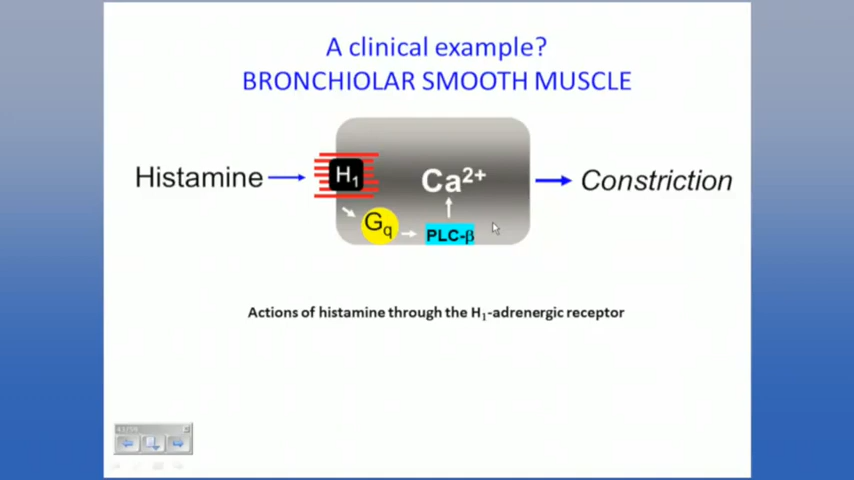 A clinical example?
BRONCHIOLAR SMOOTH MUSCLE
Histamine
H₁
Ca²⁺
Constriction
Gq
PLC-β
Actions of histamine through the H₁-adrenergic receptor